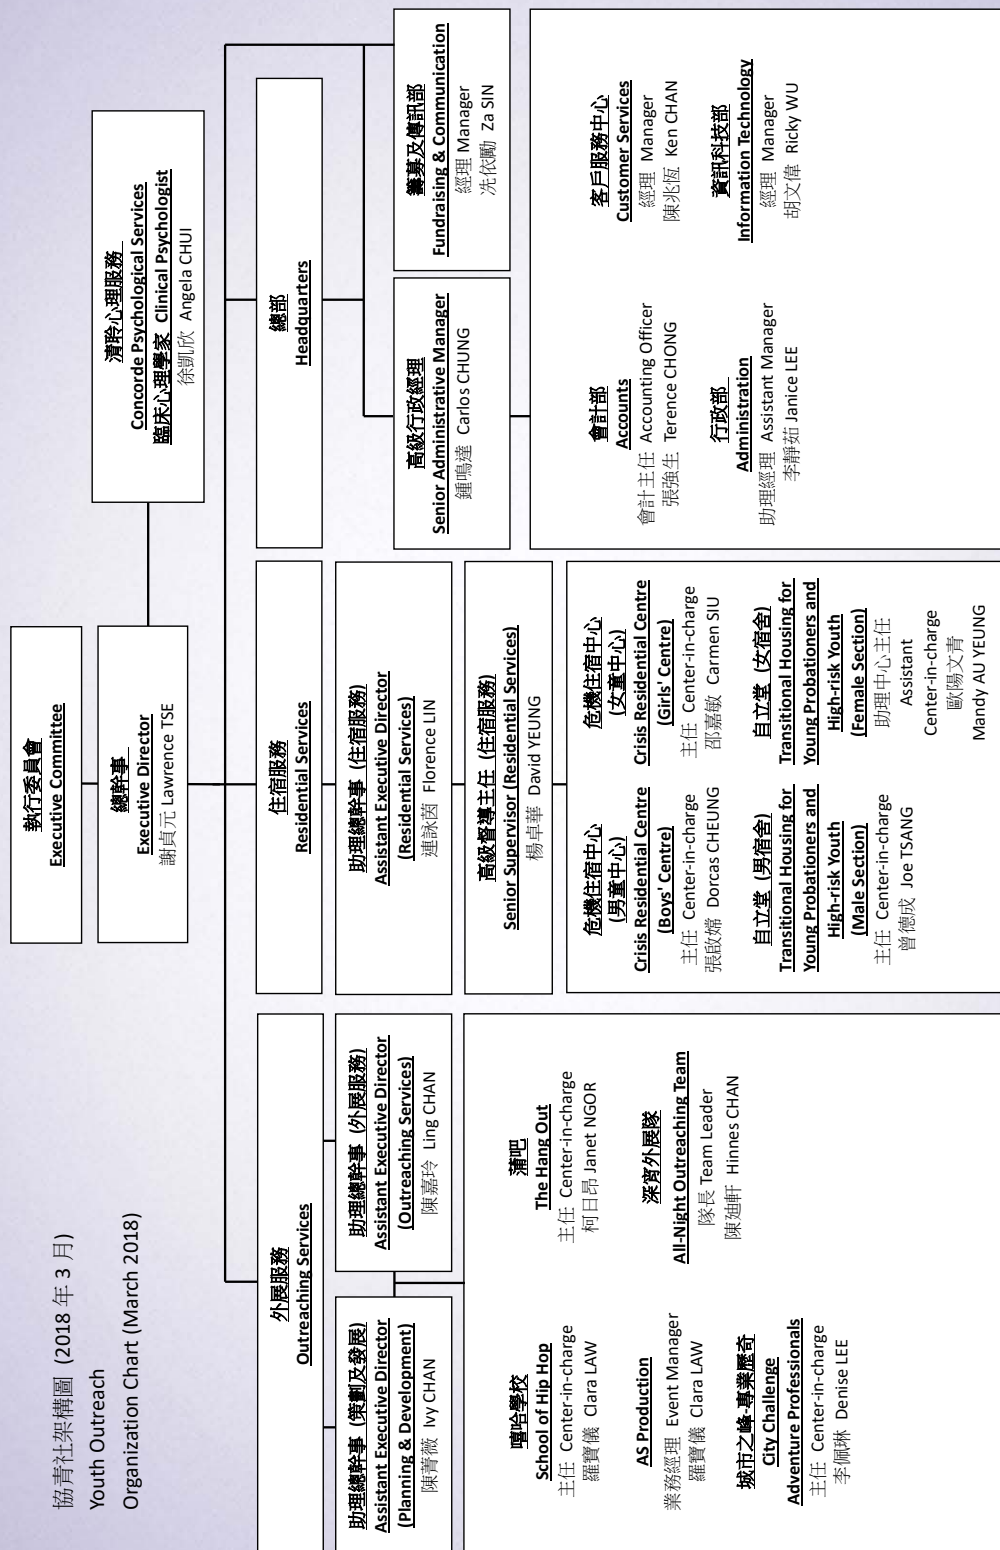 協青社架構圖 (2018 年 3 月)
Youth Outreach
Organization Chart (March 2018)
執行委員會
Executive Committee
總幹事
Executive Director
謝貞元 Lawrence TSE
清聆心理服務
Concorde Psychological Services
臨床心理學家 Clinical Psychologist
徐凱欣 Angela CHUI
外展服務
Outreaching Services
助理總幹事 (策劃及發展)
Assistant Executive Director
(Planning & Development)
陳菁薇 Ivy CHAN
助理總幹事 (外展服務)
Assistant Executive Director
(Outreaching Services)
陳嘉玲 Ling CHAN
嘻哈學校
School of Hip Hop
主任 Center-in-charge
羅寶儀 Clara LAW
AS Production
業務經理 Event Manager
羅寶儀 Clara LAW
城市之峰-專業歷奇
City Challenge
Adventure Professionals
主任 Center-in-charge
李佩琳 Denise LEE
蒲吧
The Hang Out
主任 Center-in-charge
柯日昂 Janet NGOR
深宵外展隊
All-Night Outreaching Team
隊長 Team Leader
陳廸軒 Hinnes CHAN
住宿服務
Residential Services
助理總幹事 (住宿服務)
Assistant Executive Director
(Residential Services)
連詠茵 Florence LIN
高級督導主任 (住宿服務)
Senior Supervisor (Residential Services)
楊卓華 David YEUNG
危機住宿中心
(男童中心)
Crisis Residential Centre
(Boys' Centre)
主任 Center-in-charge
張啟嫦 Dorcas CHEUNG
自立堂 (男宿舍)
Transitional Housing for
Young Probationers and
High-risk Youth
(Male Section)
主任 Center-in-charge
曾德成 Joe TSANG
危機住宿中心
(女童中心)
Crisis Residential Centre
(Girls' Centre)
主任 Center-in-charge
邵嘉敏 Carmen SIU
自立堂 (女宿舍)
Transitional Housing for
Young Probationers and
High-risk Youth
(Female Section)
助理中心主任
Assistant
Center-in-charge
歐陽文青
Mandy AU YEUNG
總部
Headquarters
高級行政經理
Senior Administrative Manager
鍾鳴達 Carlos CHUNG
籌募及傳訊部
Fundraising & Communication
經理 Manager
冼依勵 Za SIN
會計部
Accounts
會計主任 Accounting Officer
張強生 Terence CHONG
行政部
Administration
助理經理 Assistant Manager
李靜茹 Janice LEE
客戶服務中心
Customer Services
經理 Manager
陳兆恆 Ken CHAN
資訊科技部
Information Technology
經理 Manager
胡文偉 Ricky WU